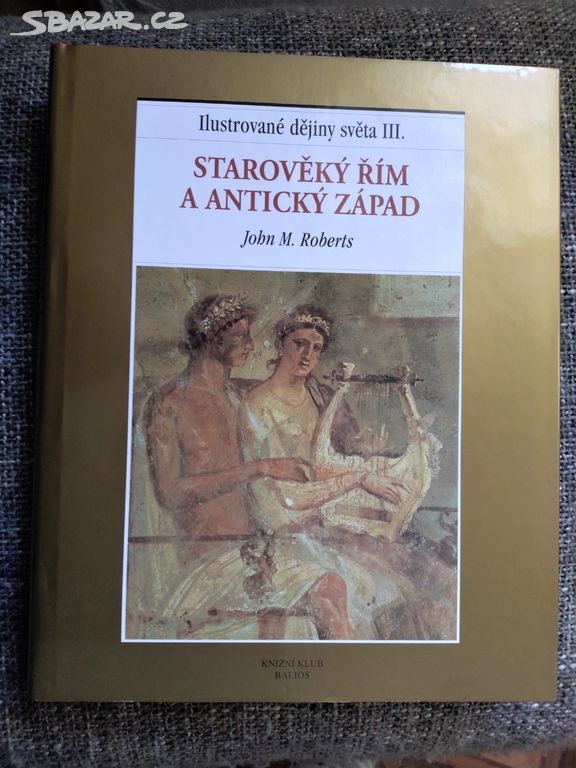 SBAZAR.CZ
Ilustrované dějiny světa III.
STAROVĚKÝ ŘÍM
A ANTICKÝ ZÁPAD
John M. Roberts
KNIŽNÍ KLUB
BALIOS